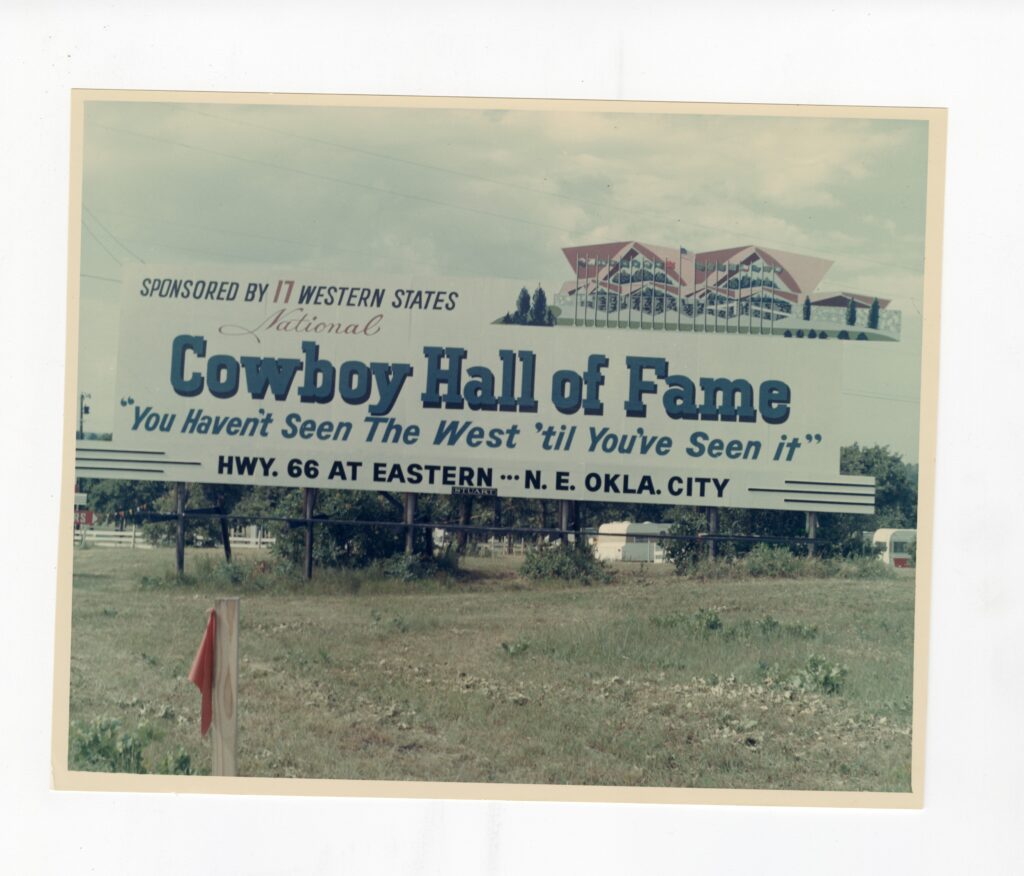 SPONSORED BY 17 WESTERN STATES
National
Cowboy Hall of Fame
"You Haven't Seen The West 'til You've Seen it"
HWY. 66 AT EASTERN ... N. E. OKLA. CITY
STUART